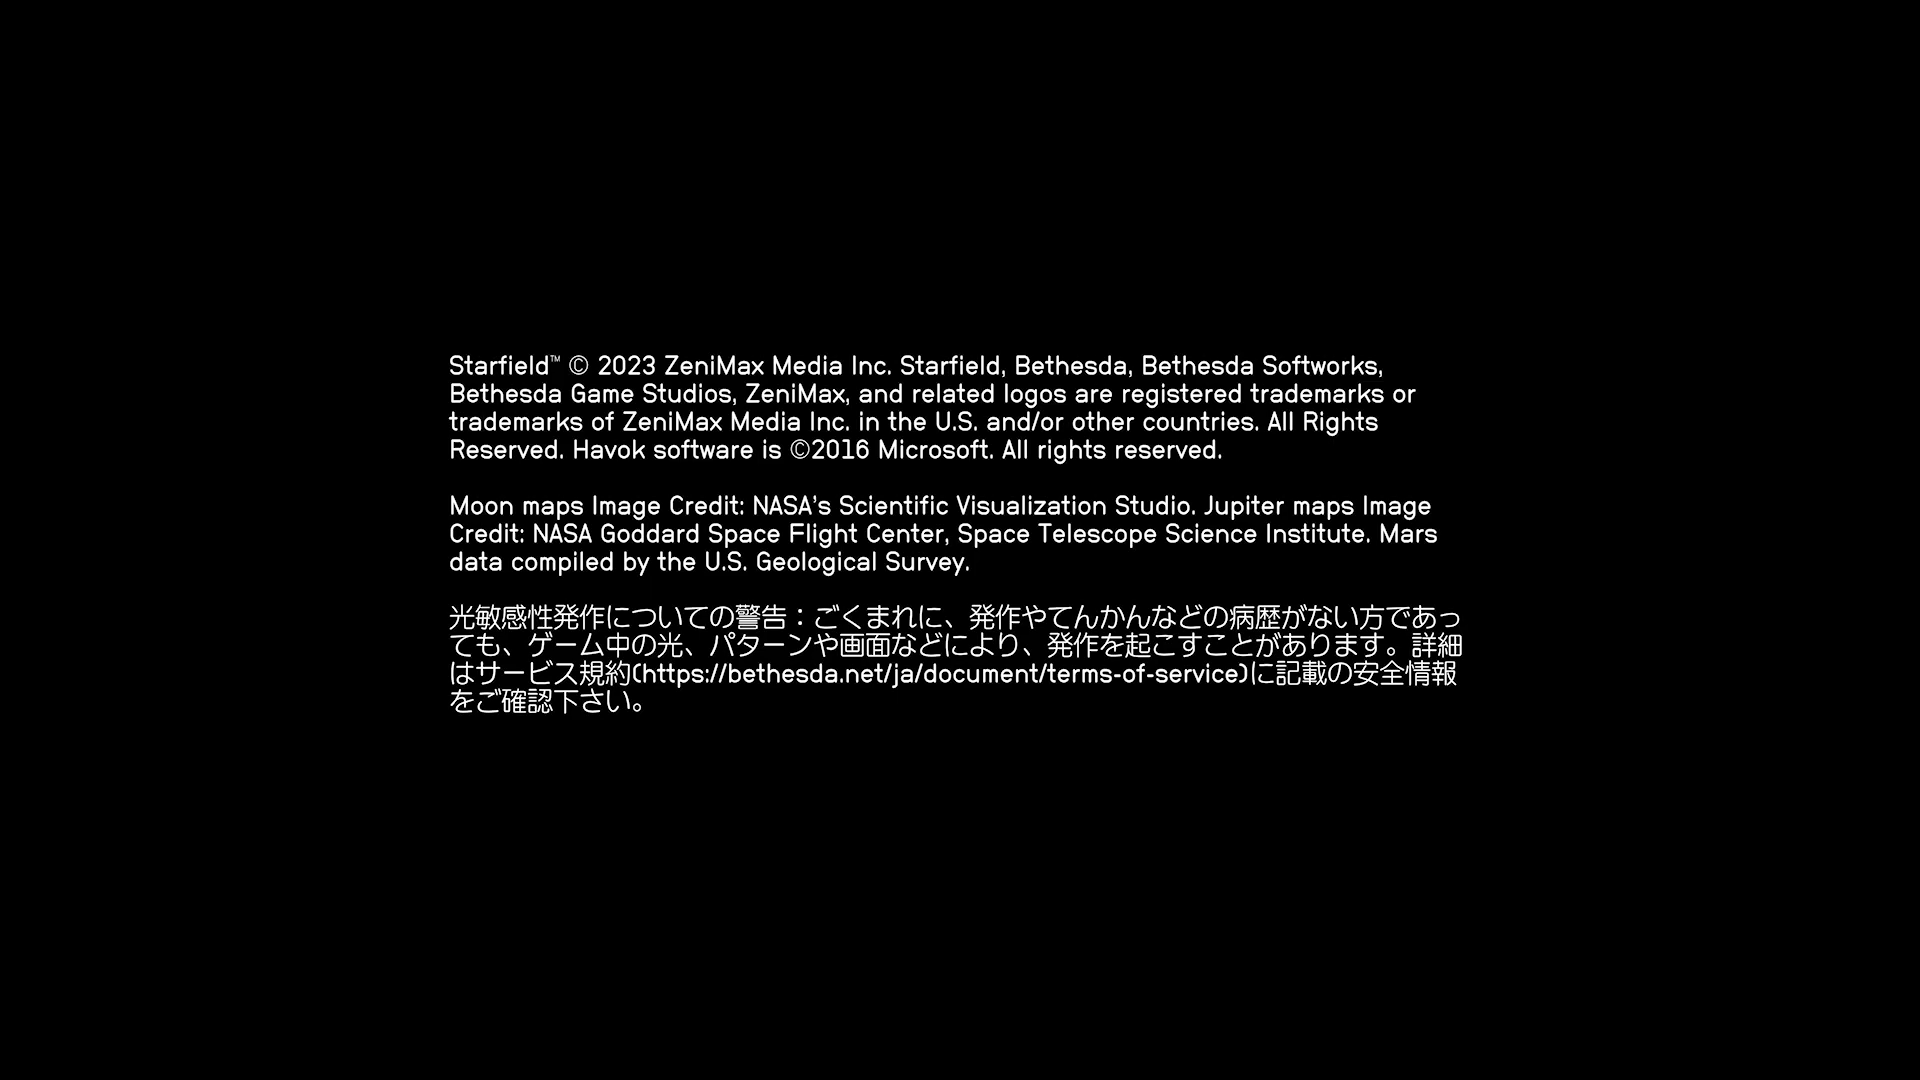 Starfield™ © 2023 ZeniMax Media Inc. Starfield, Bethesda, Bethesda Softworks,
Bethesda Game Studios, ZeniMax, and related logos are registered trademarks or
trademarks of ZeniMax Media Inc. in the U.S. and/or other countries. All Rights
Reserved. Havok software is ©2016 Microsoft. All rights reserved.
Moon maps Image Credit: NASA’s Scientific Visualization Studio. Jupiter maps Image
Credit: NASA Goddard Space Flight Center, Space Telescope Science Institute. Mars
data compiled by the U.S. Geological Survey.
光敏感性発作についての警告：ごくまれに、発作やてんかんなどの病歴がない方であっ
ても、ゲーム中の光、パターンや画面などにより、発作を起こすことがあります。詳細
はサービス規約(https://bethesda.net/ja/document/terms-of-service)に記載の安全情報
をご確認下さい。